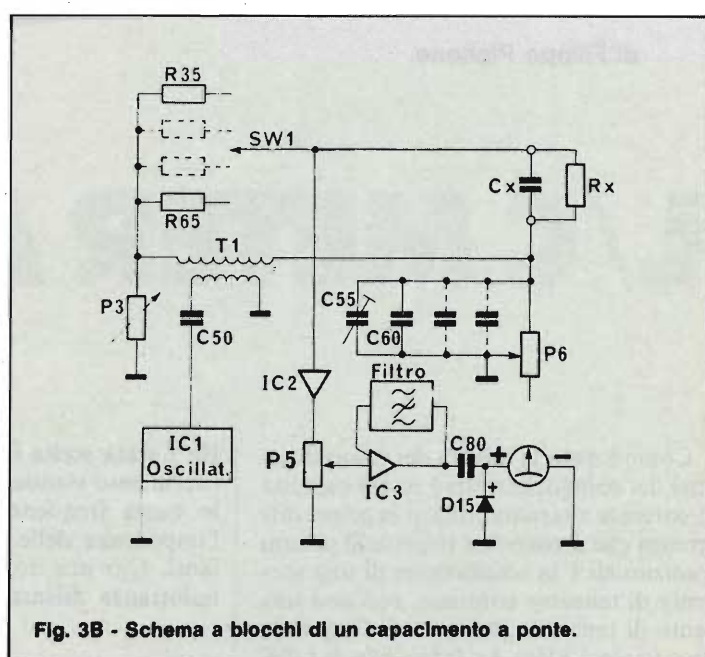 di Filippo Pipitone
R35
SW1
Cx
Rx
R65
T1
P3
C50
C55
C60
P6
Filtro
IC2
IC1
Oscillat.
P5
IC3
C80
+
D15
+
Fig. 3B - Schema a blocchi di un capacimento a ponte.